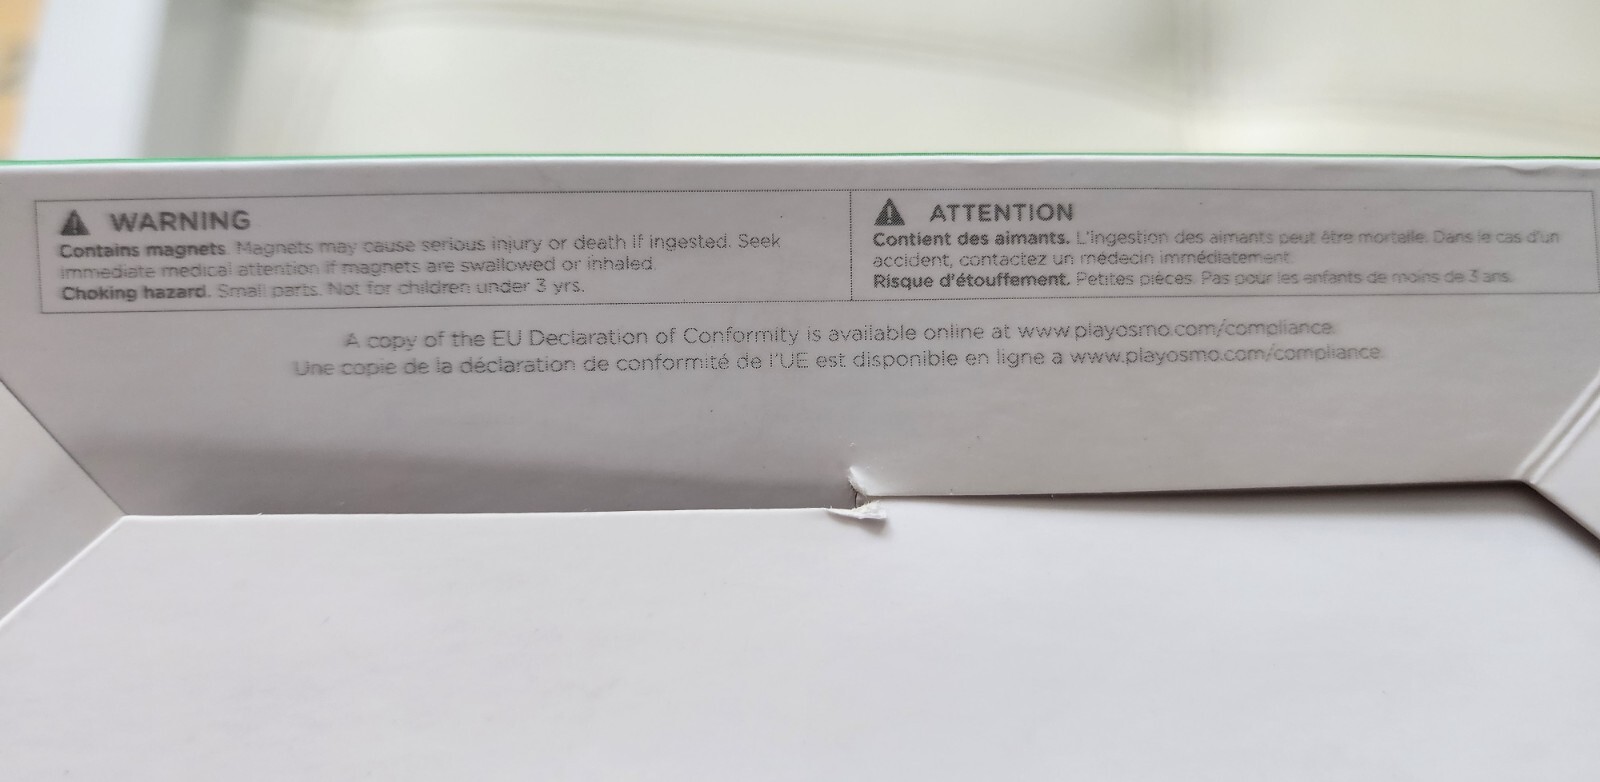 WARNING
Contains magnets. Magnets may cause serious injury or death if ingested. Seek
immediate medical attention if magnets are swallowed or inhaled.
Choking hazard. Small parts. Not for children under 3 yrs.
ATTENTION
Contient des aimants. L'ingestion des aimants peut être mortelle. Dans le cas d'un
accident, contactez un médecin immédiatement.
Risque d'étouffement. Petites pièces. Pas pour les enfants de moins de 3 ans.
A copy of the EU Declaration of Conformity is available online at www.playosmo.com/compliance.
Une copie de la déclaration de conformité de l'UE est disponible en ligne a www.playosmo.com/compliance.